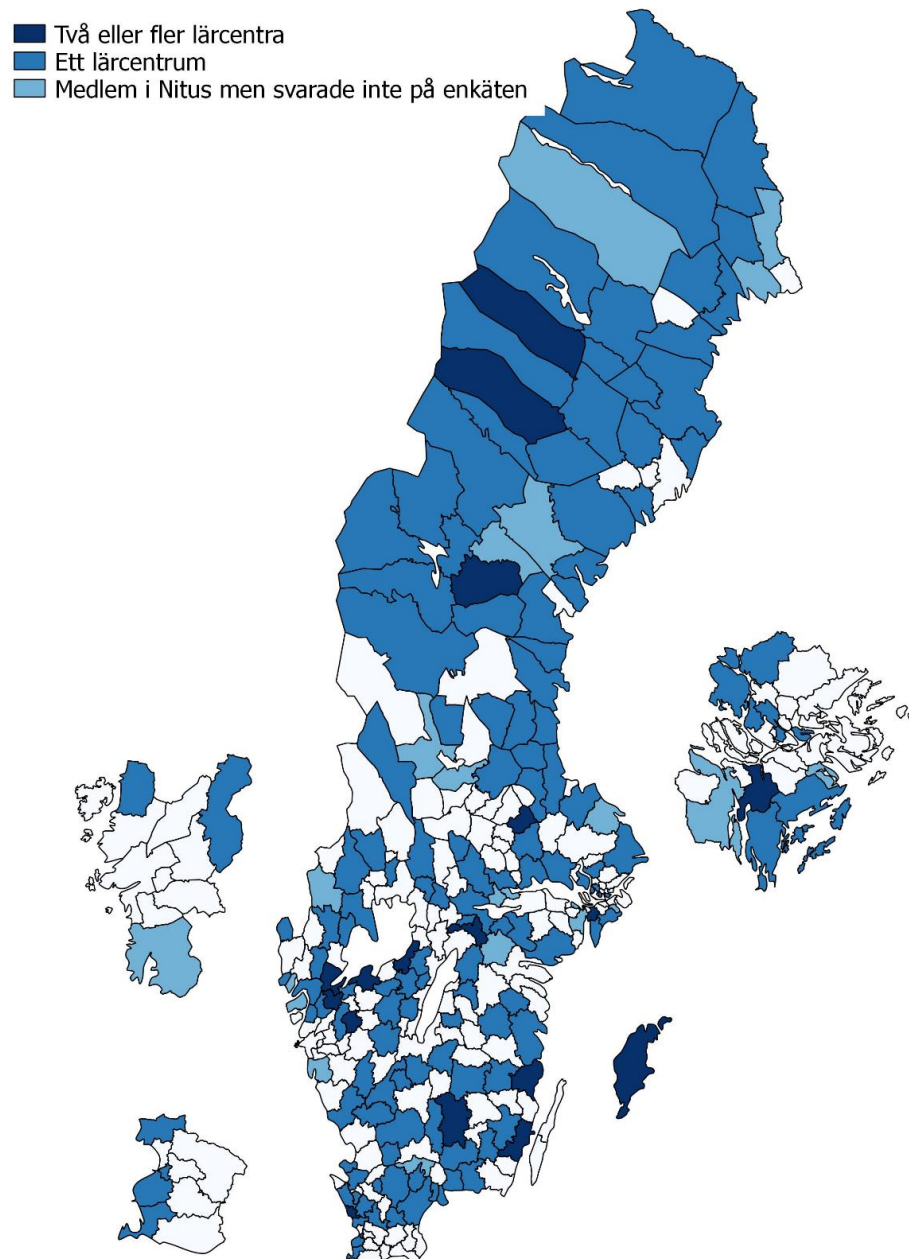 Två eller fler lärcentra
Ett lärcentrum
Medlem i Nitus men svarade inte på enkäten